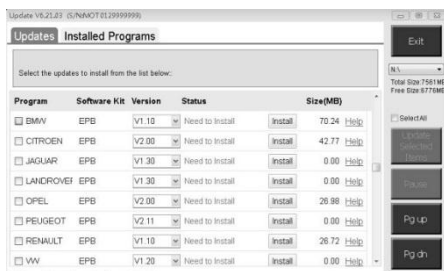 Update V6.21.03 (S/N:MOT0129999999)
Updates Installed Programs
Exit
Select the updates to install from the list below:
N:\
Total Size:7561MB
Free Size:6776MB
Program Software Kit Version Status Size(MB)
SelectAll
BMW EPB V1.10 Need to Install Install 70.24 Help
CITROEN EPB V2.00 Need to Install Install 42.77 Help
JAGUAR EPB V1.30 Need to Install Install 0.00 Help
LANDROVER EPB V1.30 Need to Install Install 0.00 Help
OPEL EPB V2.00 Need to Install Install 26.98 Help
PEUGEOT EPB V2.11 Need to Install Install 0.00 Help
RENAULT EPB V1.10 Need to Install Install 26.72 Help
VW EPB V1.20 Need to Install Install 0.00 Help
Update
Selected
Items
Pause
Pg up
Pg dn